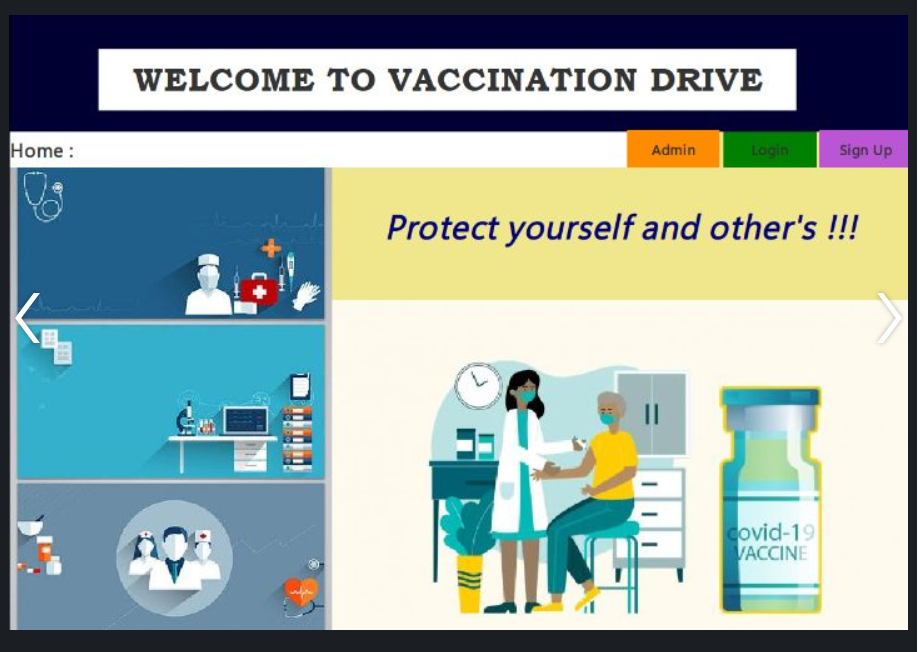 WELCOME TO VACCINATION DRIVE
Home :
Admin
Login
Sign Up
Protect yourself and other's !!!
covid-19
VACCINE